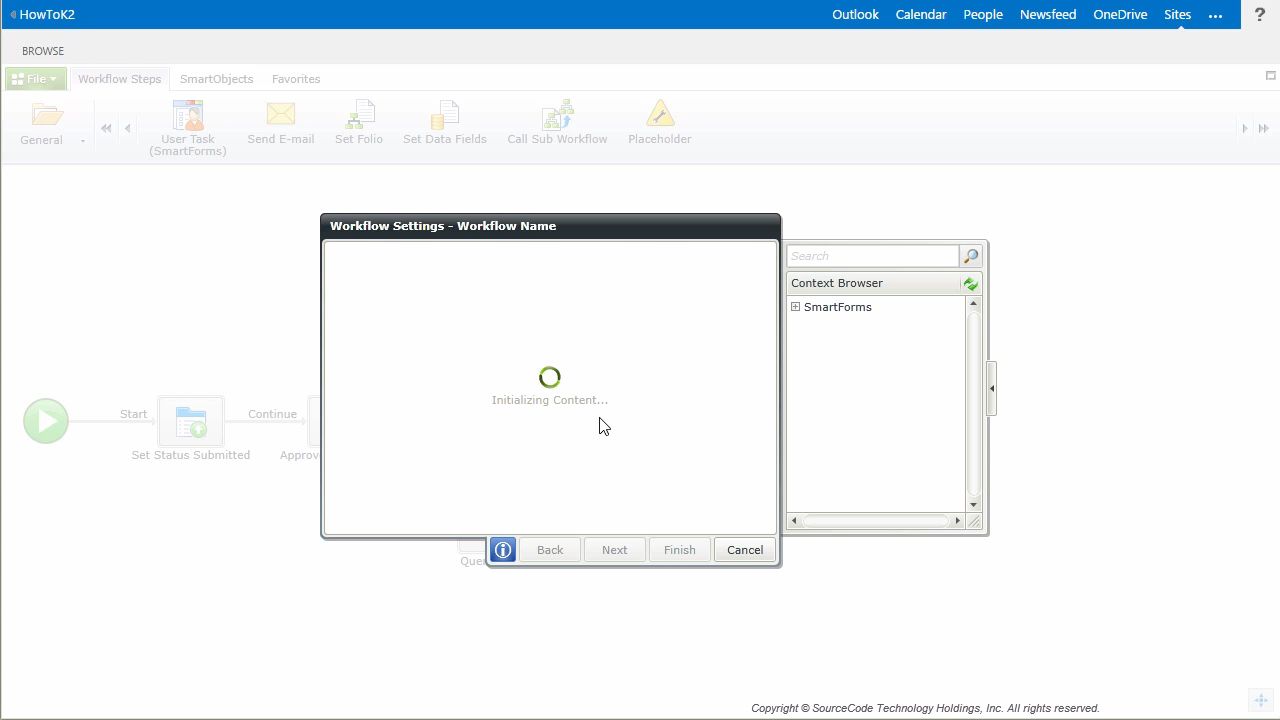 HowToK2
Outlook Calendar People Newsfeed OneDrive Sites ... ?
BROWSE
File Workflow Steps SmartObjects Favorites
General
User Task
(SmartForms)
Send E-mail
Set Folio
Set Data Fields
Call Sub Workflow
Placeholder
Workflow Settings - Workflow Name
Search
Context Browser
SmartForms
Initializing Content...
Start
Continue
Set Status Submitted
Approv
Back Next Finish Cancel
Que
Copyright © SourceCode Technology Holdings, Inc. All rights reserved.